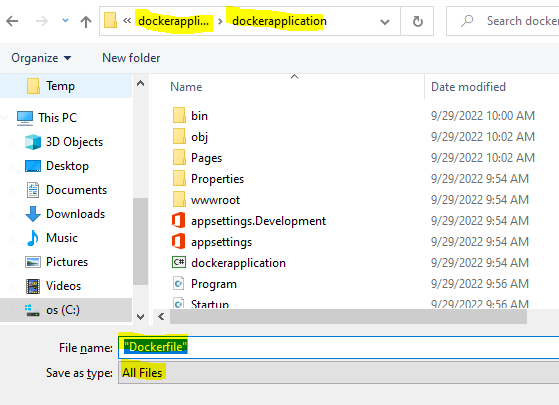 « dockerappli... › dockerapplication
Search docke
Organize New folder
Name Date modified
Temp
This PC
3D Objects
Desktop
Documents
Downloads
Music
Pictures
Videos
os (C:)
bin 9/29/2022 10:00 AM
obj 9/29/2022 10:02 AM
Pages 9/29/2022 10:02 AM
Properties 9/29/2022 9:54 AM
wwwroot 9/29/2022 9:54 AM
appsettings.Development 9/29/2022 9:54 AM
appsettings 9/29/2022 9:54 AM
C# dockerapplication 9/29/2022 9:54 AM
Program 9/29/2022 9:56 AM
Startup 9/29/2022 9:56 AM
File name: "Dockerfile"
Save as type: All Files